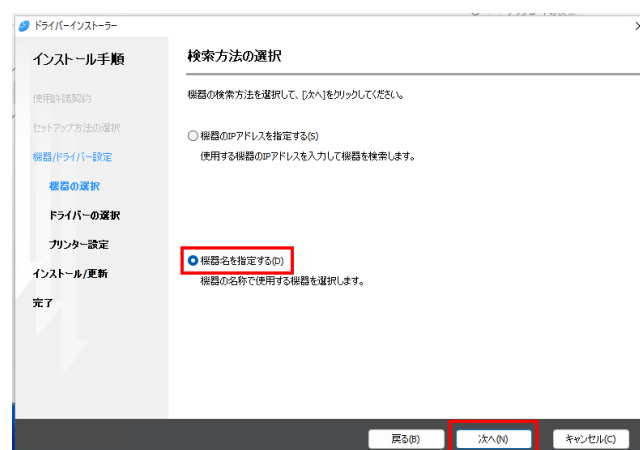 ドライバーインストーラー
インストール手順
検索方法の選択
使用許諾契約
機器の検索方法を選択して、[次へ]をクリックしてください。
セットアップ方法の選択
機器のIPアドレスを指定する(S)
機器/ドライバー設定
使用する機器のIPアドレスを入力して機器を検索します。
機器の選択
ドライバーの選択
プリンター設定
機器名を指定する(D)
インストール/更新
機器の名称で使用する機器を選択します。
完了
戻る(B)
次へ(N)
キャンセル(C)